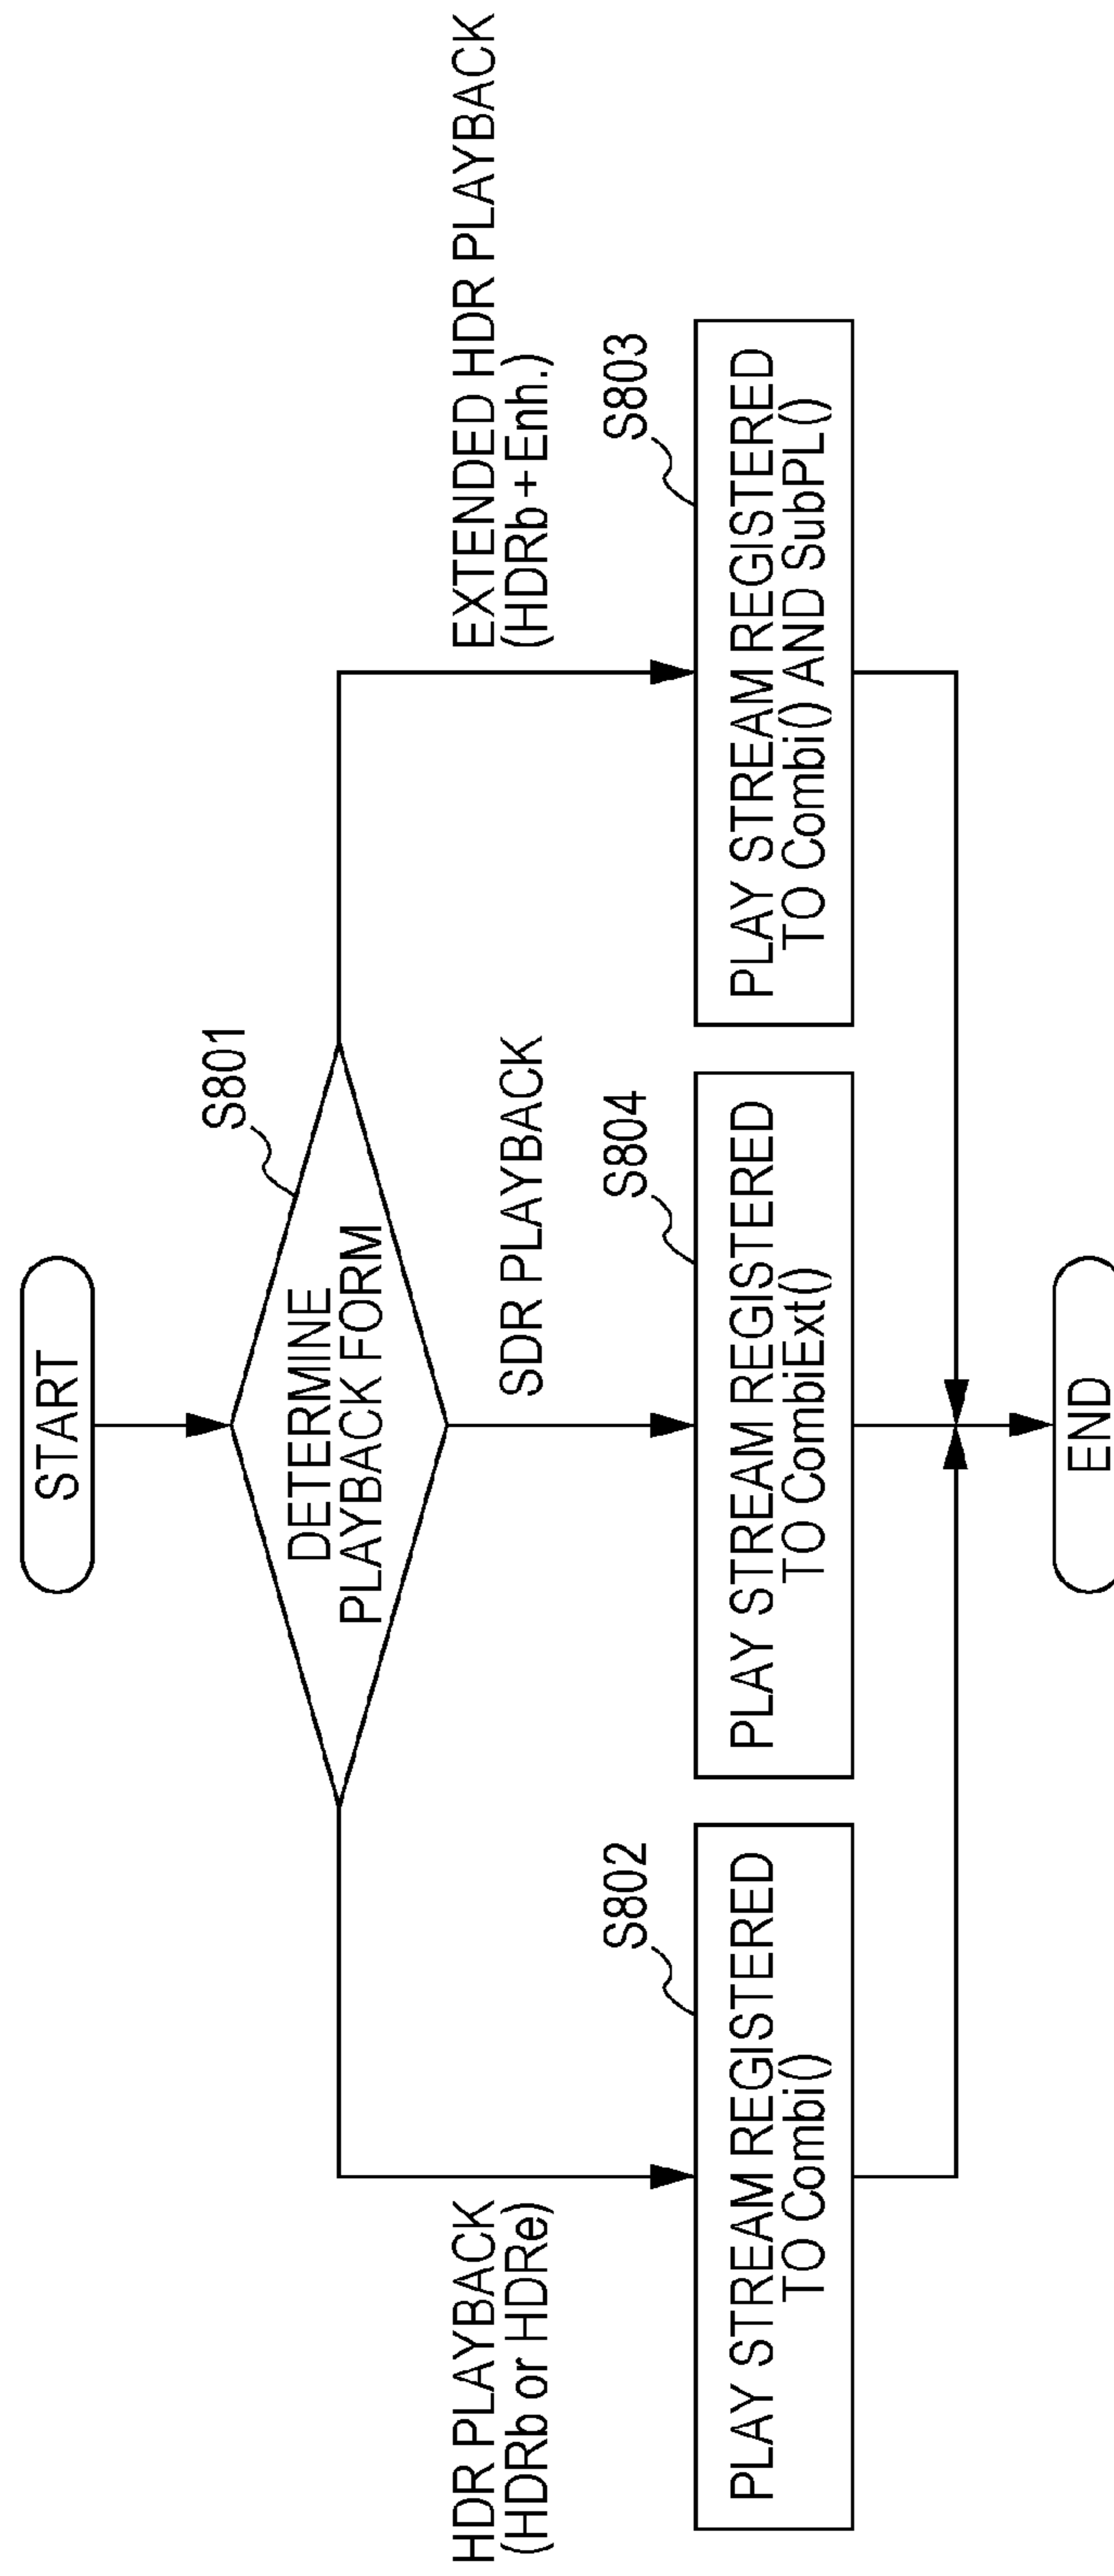 START
S801
DETERMINE
PLAYBACK FORM
HDR PLAYBACK
(HDRb or HDRe)
SDR PLAYBACK
EXTENDED HDR PLAYBACK
(HDRb + Enh.)
S802
PLAY STREAM REGISTERED
TO Combi()
S804
PLAY STREAM REGISTERED
TO CombiExt()
S803
PLAY STREAM REGISTERED
TO Combi() AND SubPL()
END